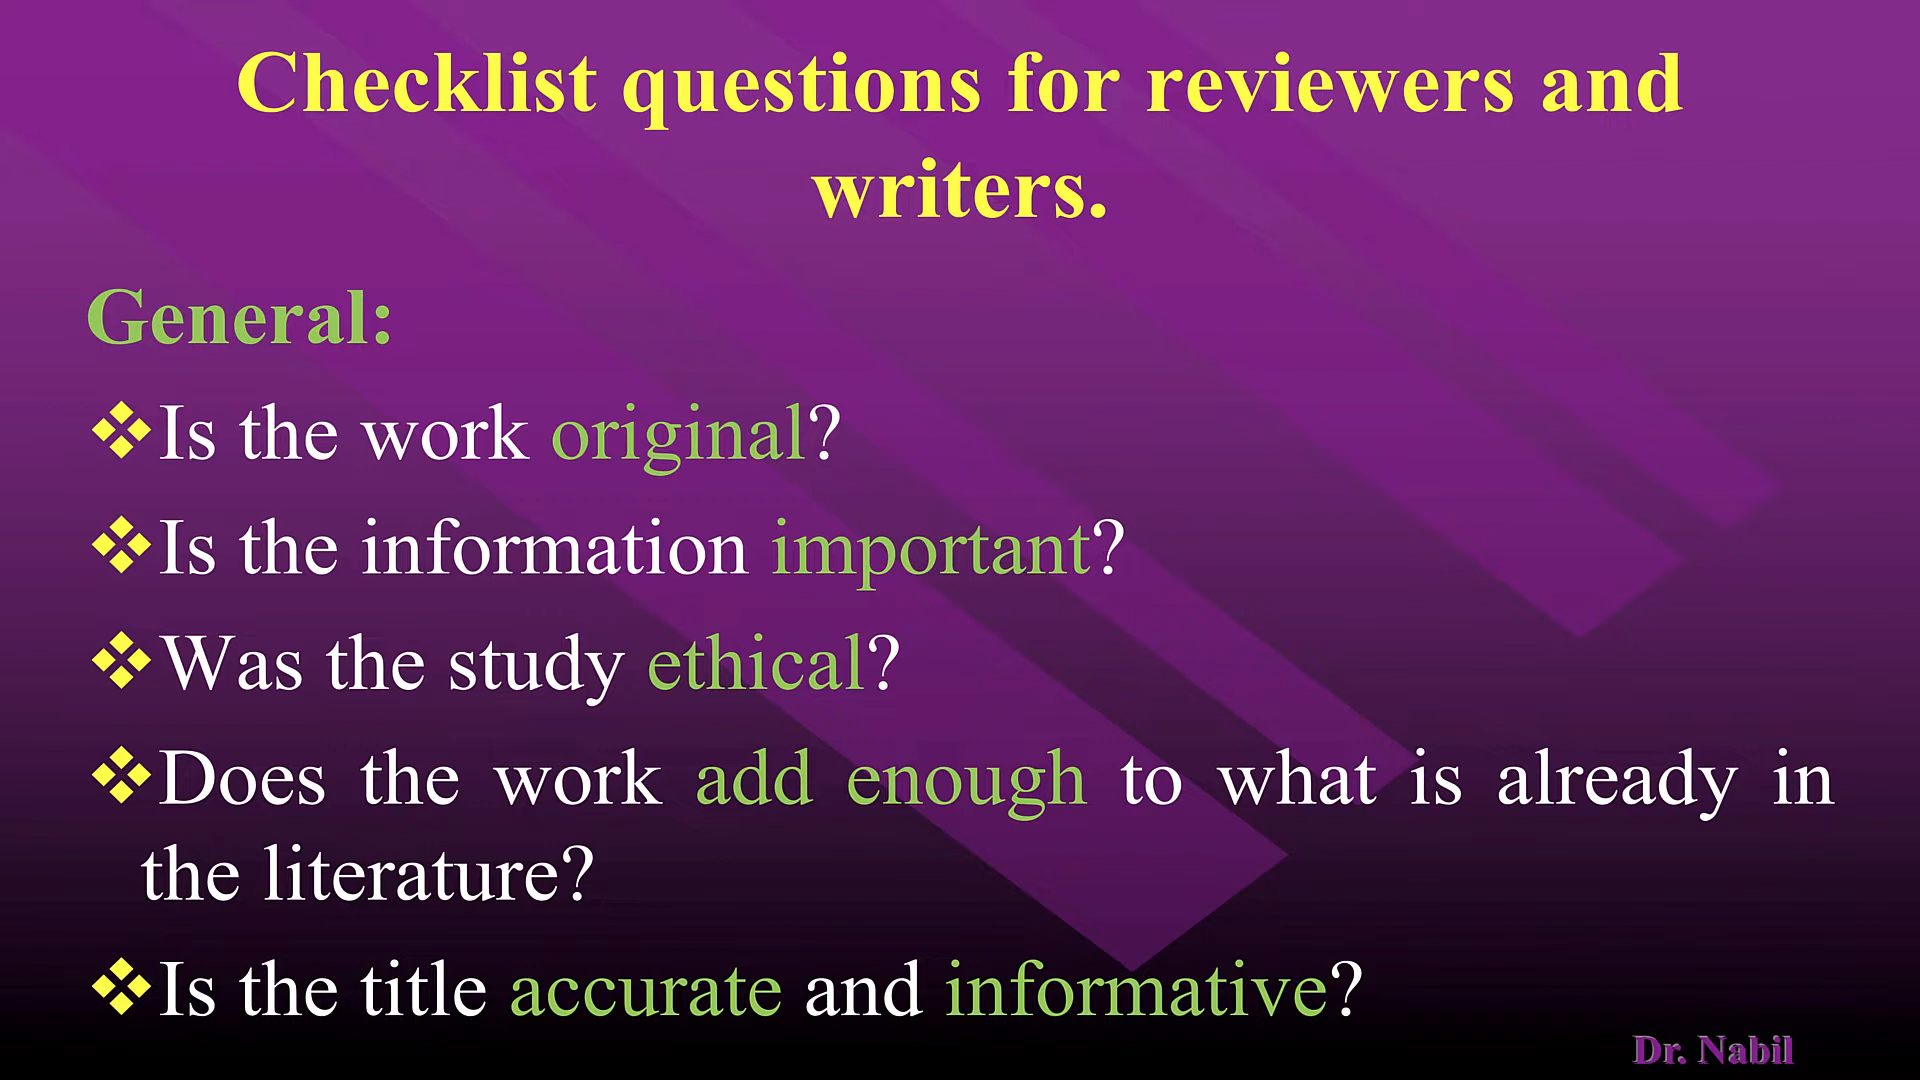 Checklist questions for reviewers and
writers.
General:
❖Is the work original?
❖Is the information important?
❖Was the study ethical?
❖Does the work add enough to what is already in
the literature?
❖Is the title accurate and informative?
Dr. Nabil